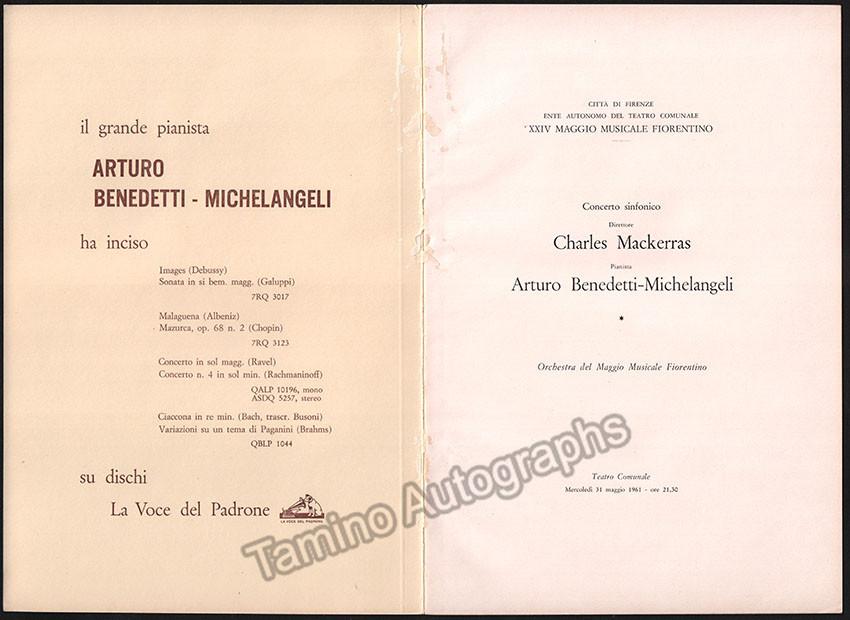 il grande pianista
ARTURO
BENEDETTI - MICHELANGELI
ha inciso
Images (Debussy)
Sonata in si bem. magg. (Galuppi)
7RQ 3017
Malaguena (Albeniz)
Mazurca, op. 68 n. 2 (Chopin)
7RQ 3123
Concerto in sol magg. (Ravel)
Concerto n. 4 in sol min. (Rachmaninoff)
QALP 10196, mono
ASDQ 5257, stereo
Ciaccona in re min. (Bach, trascr. Busoni)
Variazioni su un tema di Paganini (Brahms)
QBLP 1044
su dischi
La Voce del Padrone
LA VOCE DEL PADRONE
CITTÀ DI FIRENZE
ENTE AUTONOMO DEL TEATRO COMUNALE
XXIV MAGGIO MUSICALE FIORENTINO
Concerto sinfonico
Direttore
Charles Mackerras
Pianista
Arturo Benedetti-Michelangeli
*
Orchestra del Maggio Musicale Fiorentino
Teatro Comunale
Mercoledì 31 maggio 1961 - ore 21,30
Tamino Autographs